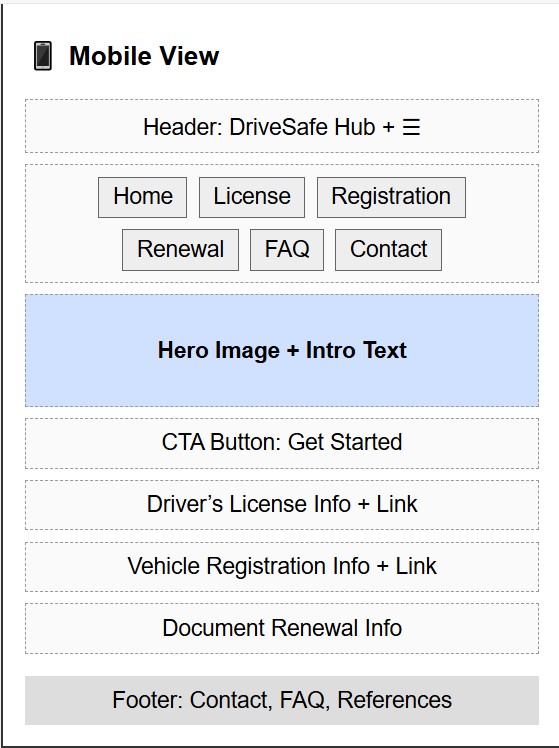 Mobile View
Header: DriveSafe Hub + ☰
Home License Registration
Renewal FAQ Contact
Hero Image + Intro Text
CTA Button: Get Started
Driver’s License Info + Link
Vehicle Registration Info + Link
Document Renewal Info
Footer: Contact, FAQ, References